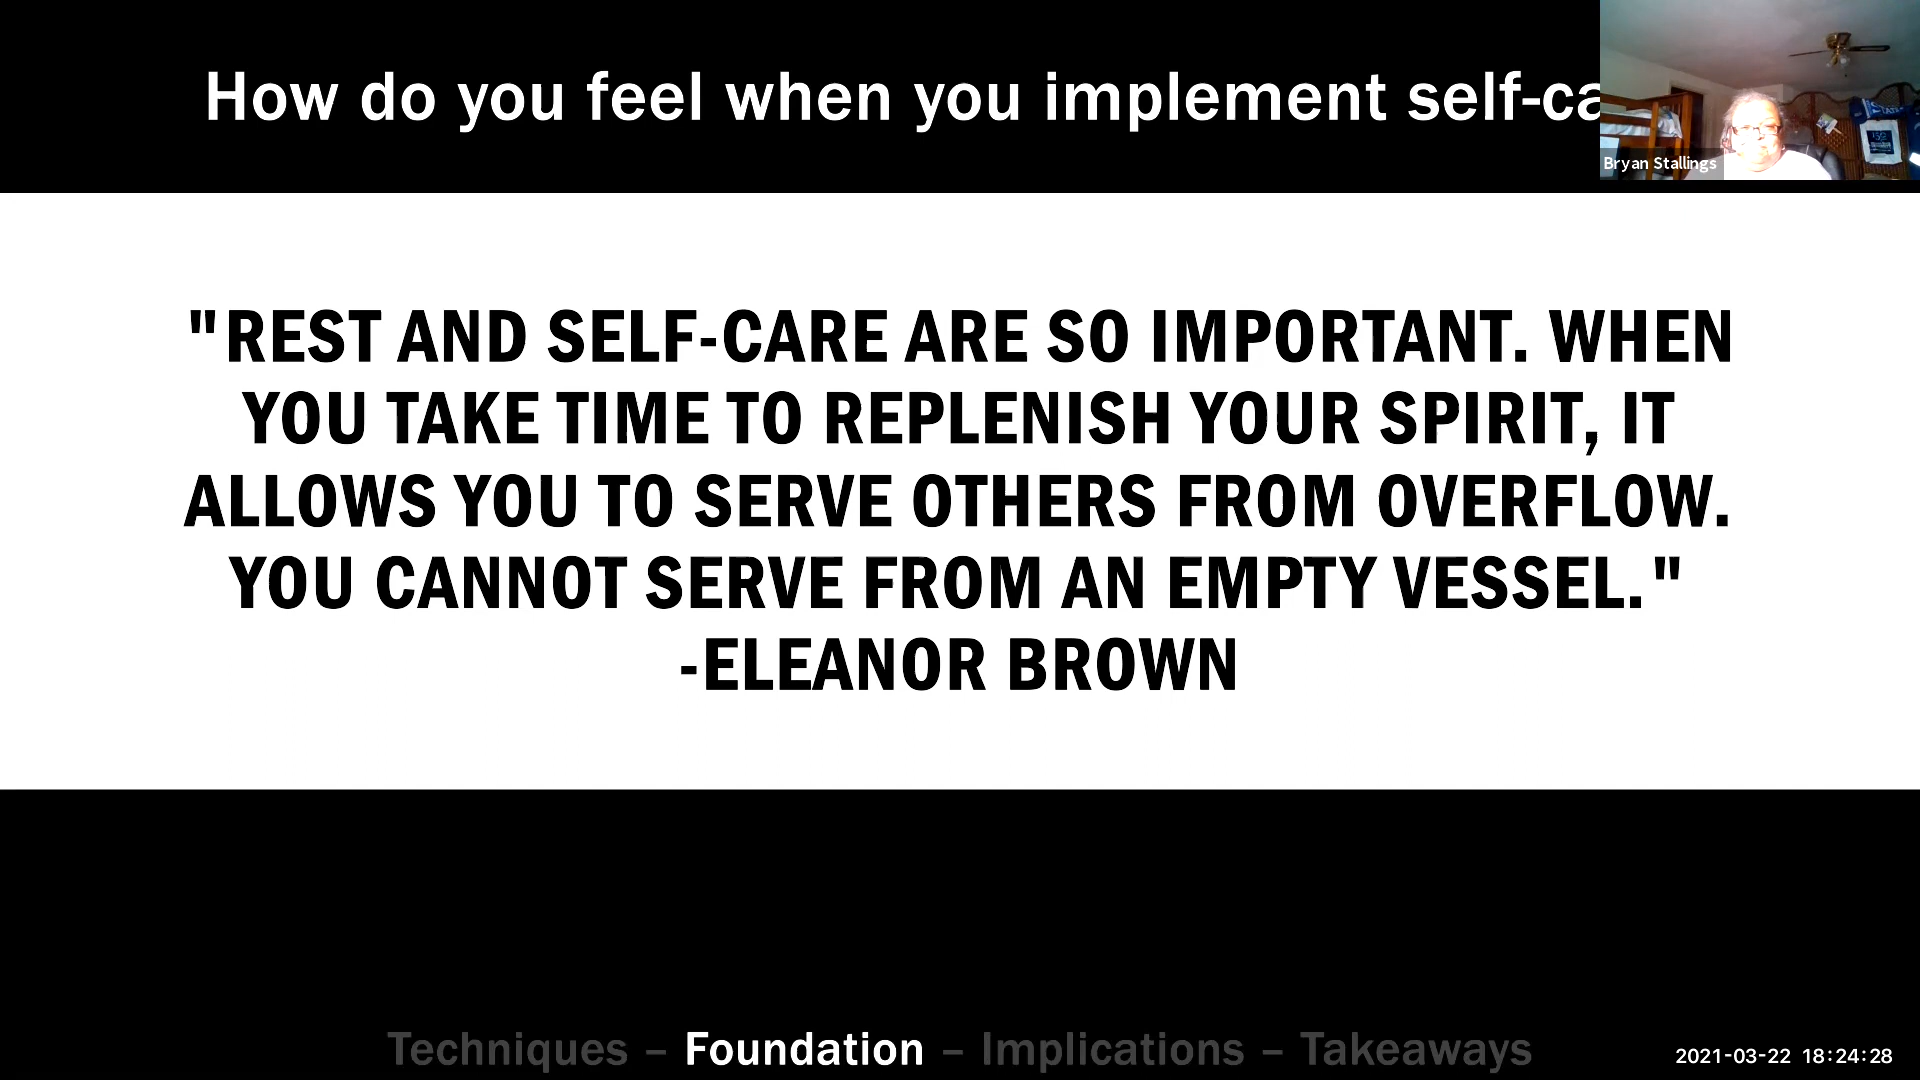 How do you feel when you implement self-ca
Bryan Stallings
"REST AND SELF-CARE ARE SO IMPORTANT. WHEN
YOU TAKE TIME TO REPLENISH YOUR SPIRIT, IT
ALLOWS YOU TO SERVE OTHERS FROM OVERFLOW.
YOU CANNOT SERVE FROM AN EMPTY VESSEL."
-ELEANOR BROWN
Techniques – Foundation – Implications – Takeaways
2021-03-22 18:24:28